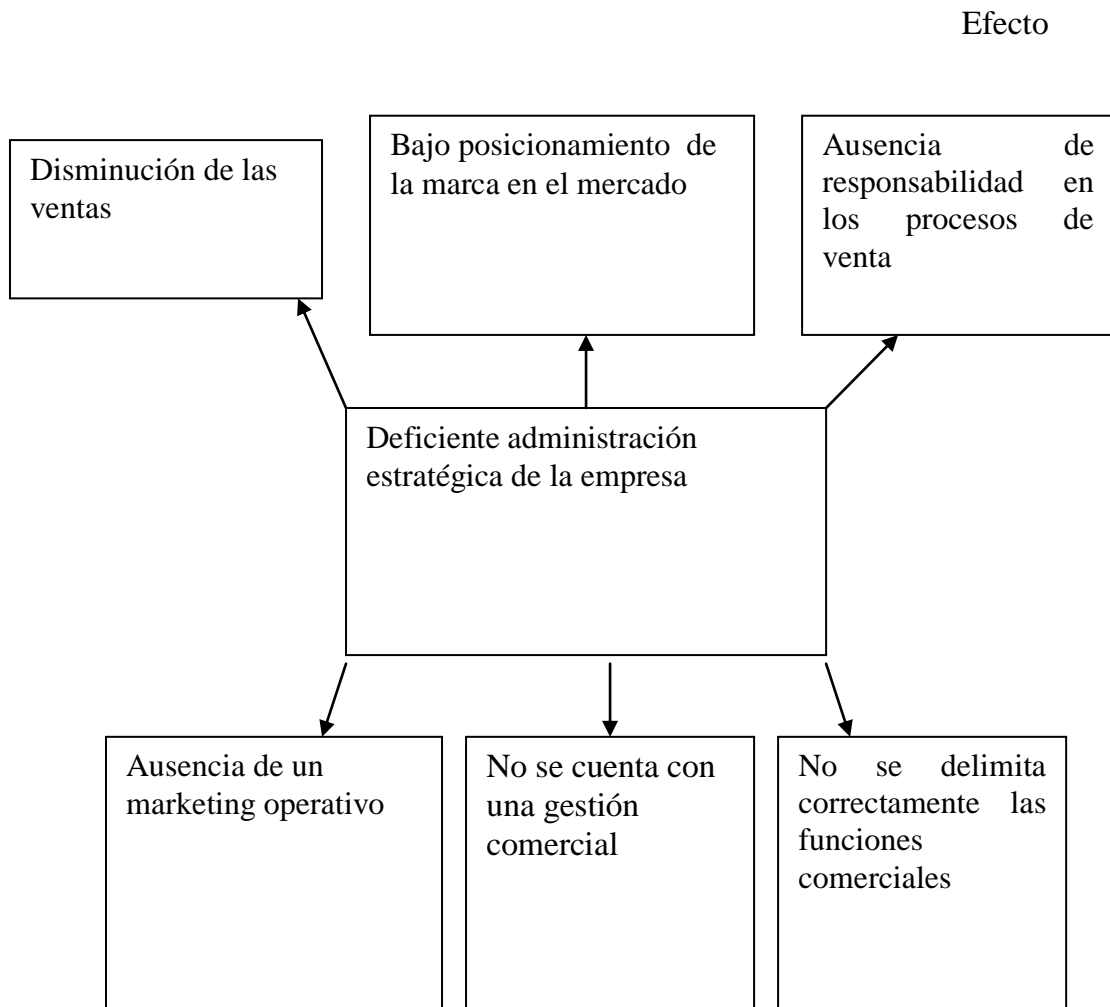 Efecto
Disminución de las
ventas
Bajo posicionamiento de
la marca en el mercado
Ausencia de
responsabilidad en
los procesos de
venta
Deficiente administración
estratégica de la empresa
Ausencia de un
marketing operativo
No se cuenta con
una gestión
comercial
No se delimita
correctamente las
funciones
comerciales